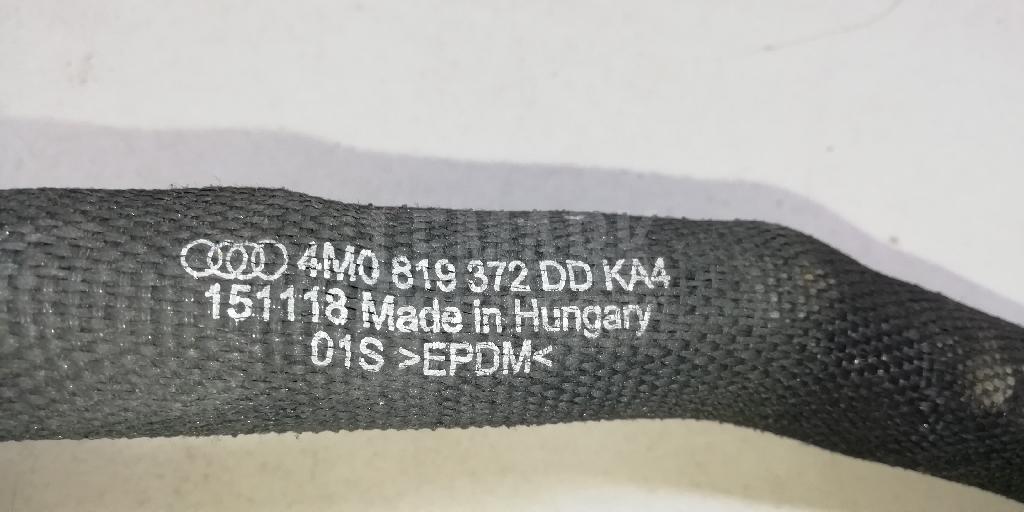 4M0 819 372 DD KA4
151118 Made in Hungary
01S >EPDM<